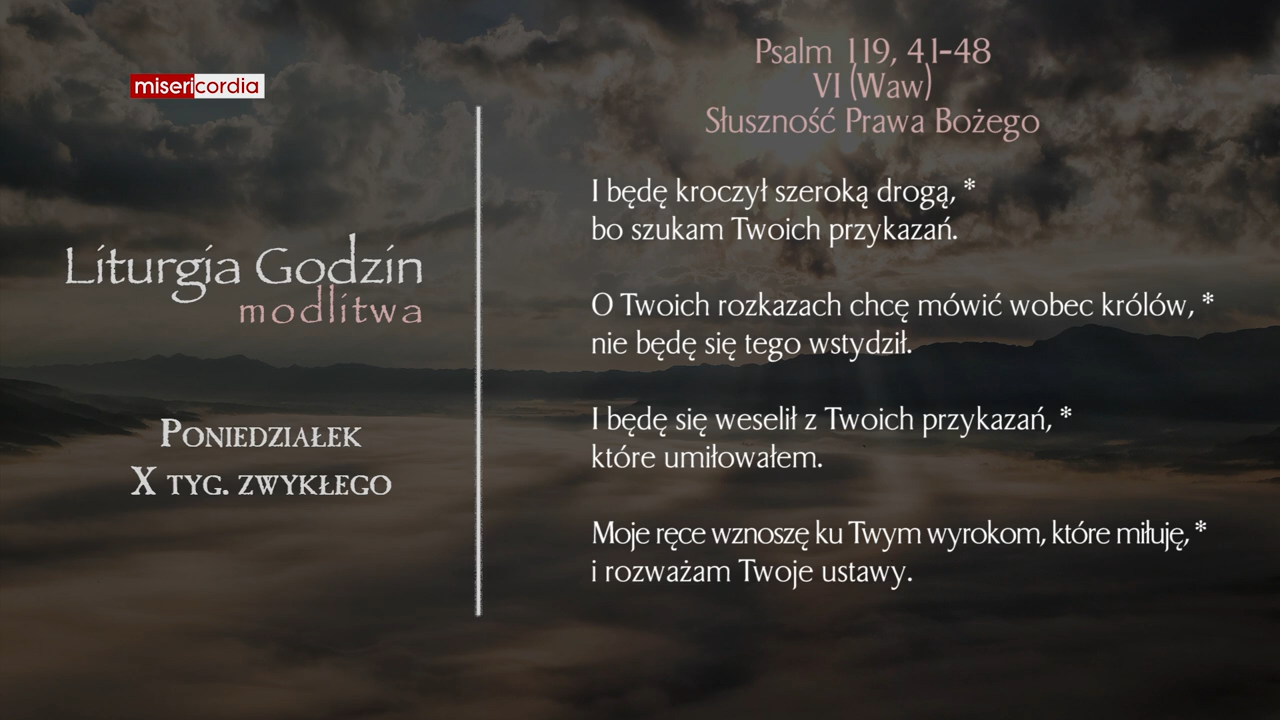 misericordia
Liturgia Godzin
modlitwa
Poniedziałek
X tyg. zwykłego
Psalm 119, 41-48
VI (Waw)
Słuszność Prawa Bożego
I będę kroczył szeroką drogą, *
bo szukam Twoich przykazań.
O Twoich rozkazach chcę mówić wobec królów, *
nie będę się tego wstydził.
I będę się weselił z Twoich przykazań, *
które umiłowałem.
Moje ręce wznoszę ku Twym wyrokom, które miłuję, *
i rozważam Twoje ustawy.